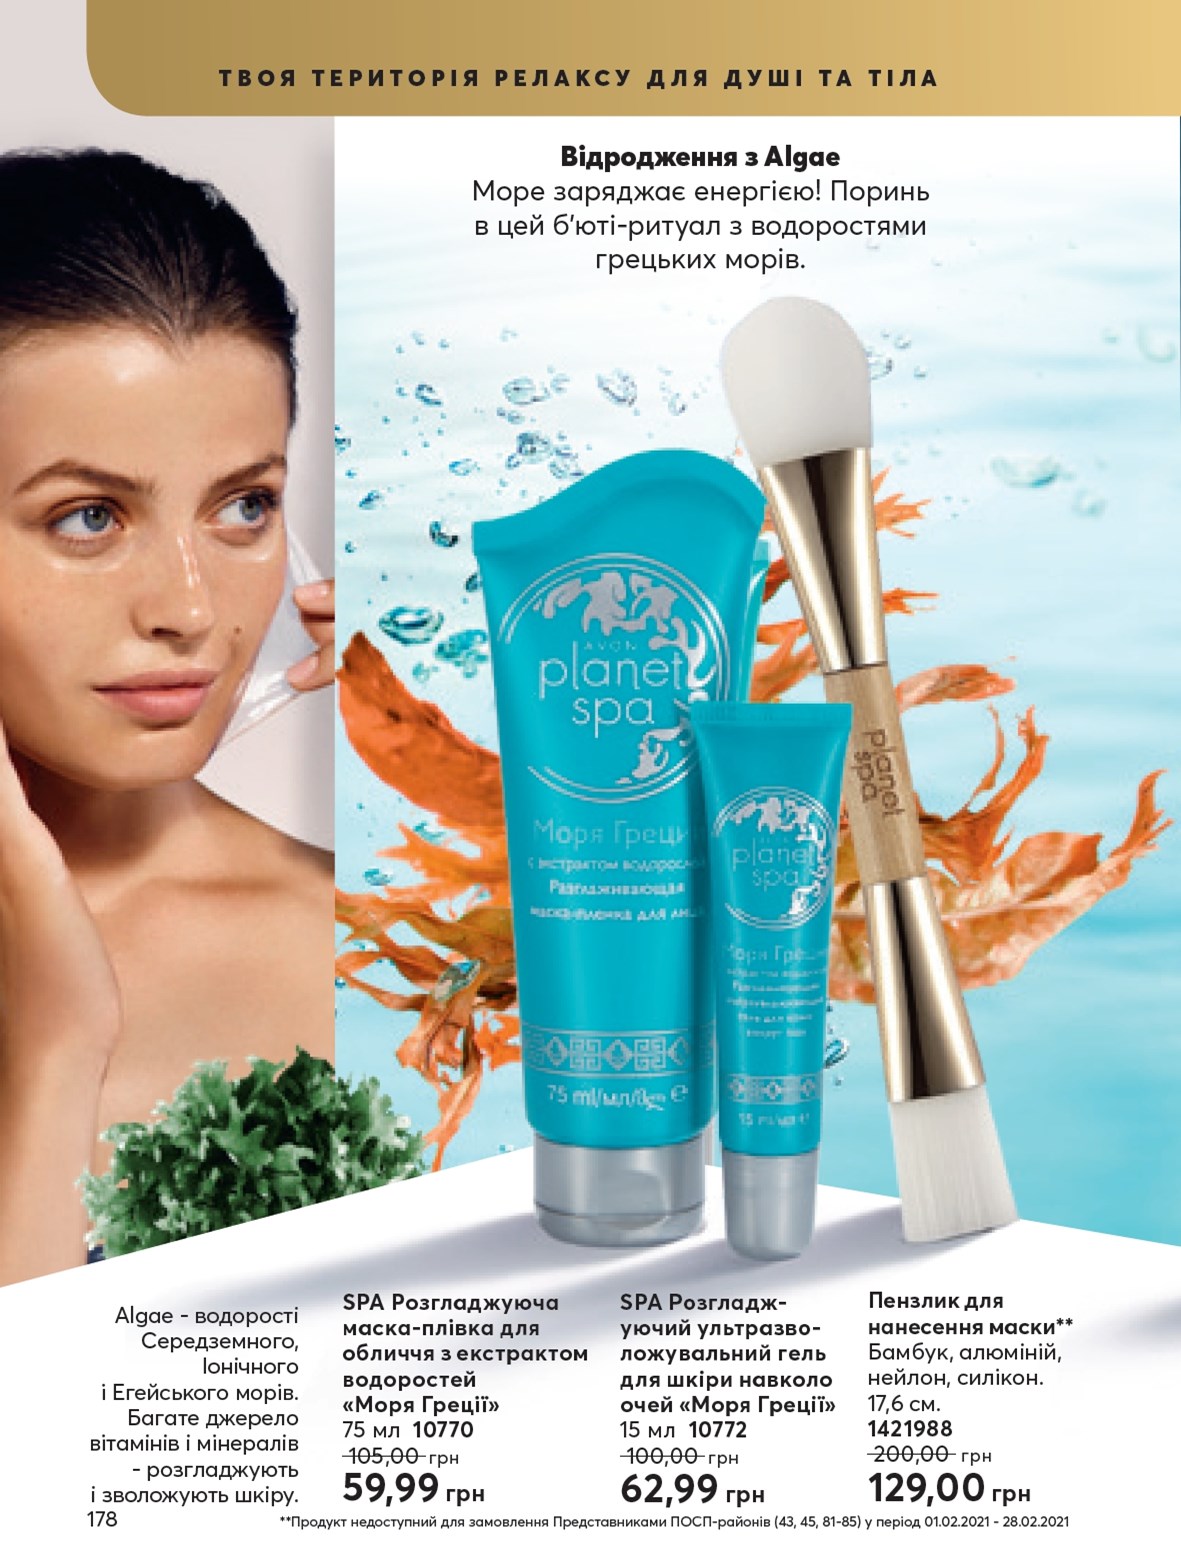 ТВОЯ ТЕРИТОРІЯ РЕЛАКСУ ДЛЯ ДУШІ ТА ТІЛА
Відродження з Algae
Море заряджає енергією! Поринь
в цей б'юті-ритуал з водоростями
грецьких морів.
AVON
planet
spa
Моря Греции
с экстрактом водорослей
Разглаживающая
маска-пленка для лица
75 ml/мл/
planet
spa
Моря Греции
15 ml/мл
planet
spa
Algae - водорості
Середземного,
Іонічного
і Егейського морів.
Багате джерело
вітамінів і мінералів
- розгладжують
і зволожують шкіру.
SPA Розгладжуюча
маска-плівка для
обличчя з екстрактом
водоростей
«Моря Греції»
75 мл 10770
105,00 грн
59,99 грн
SPA Розгладж-
уючий ультразво-
ложувальний гель
для шкіри навколо
очей «Моря Греції»
15 мл 10772
100,00 грн
62,99 грн
Пензлик для
нанесення маски**
Бамбук, алюміній,
нейлон, силікон.
17,6 см.
1421988
200,00 грн
129,00 грн
178
**Продукт недоступний для замовлення Представниками ПОСП-районів (43, 45, 81-85) у період 01.02.2021 - 28.02.2021